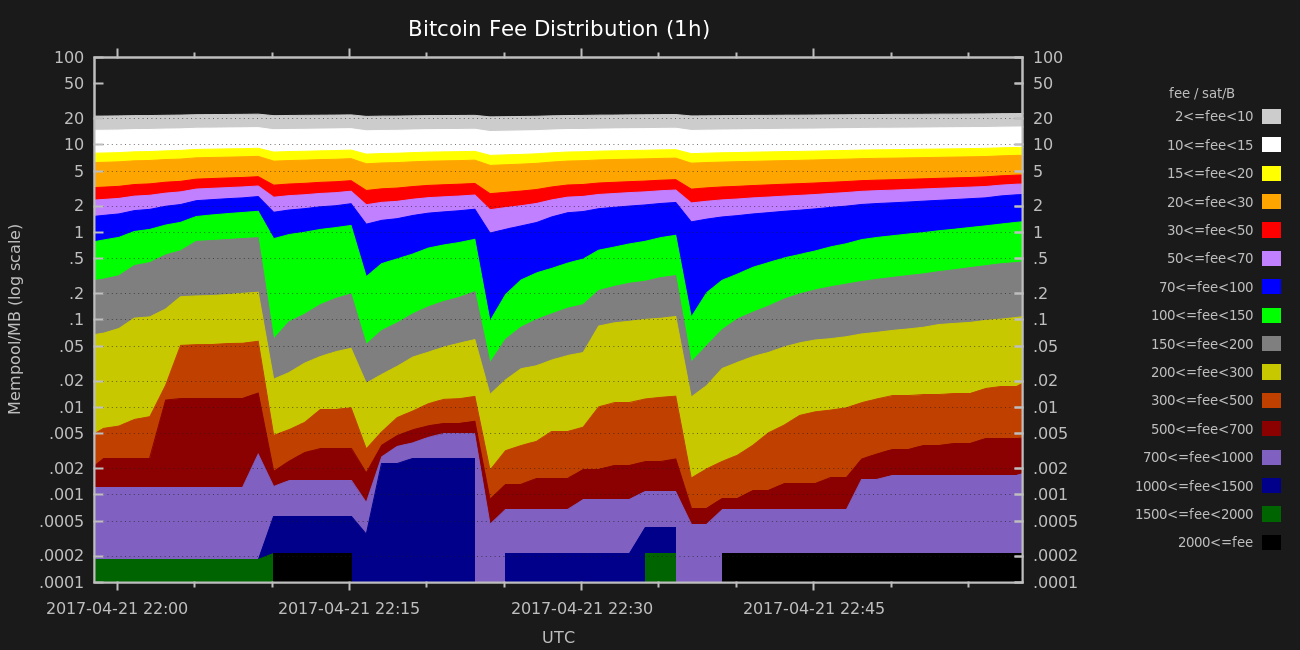 Bitcoin Fee Distribution (1h)
Mempool/MB (log scale)
100
50
20
10
5
2
1
.5
.2
.1
.05
.02
.01
.005
.002
.001
.0005
.0002
.0001
100
50
20
10
5
2
1
.5
.2
.1
.05
.02
.01
.005
.002
.001
.0005
.0002
.0001
2017-04-21 22:00
2017-04-21 22:15
2017-04-21 22:30
2017-04-21 22:45
UTC
fee / sat/B
2<=fee<10
10<=fee<15
15<=fee<20
20<=fee<30
30<=fee<50
50<=fee<70
70<=fee<100
100<=fee<150
150<=fee<200
200<=fee<300
300<=fee<500
500<=fee<700
700<=fee<1000
1000<=fee<1500
1500<=fee<2000
2000<=fee